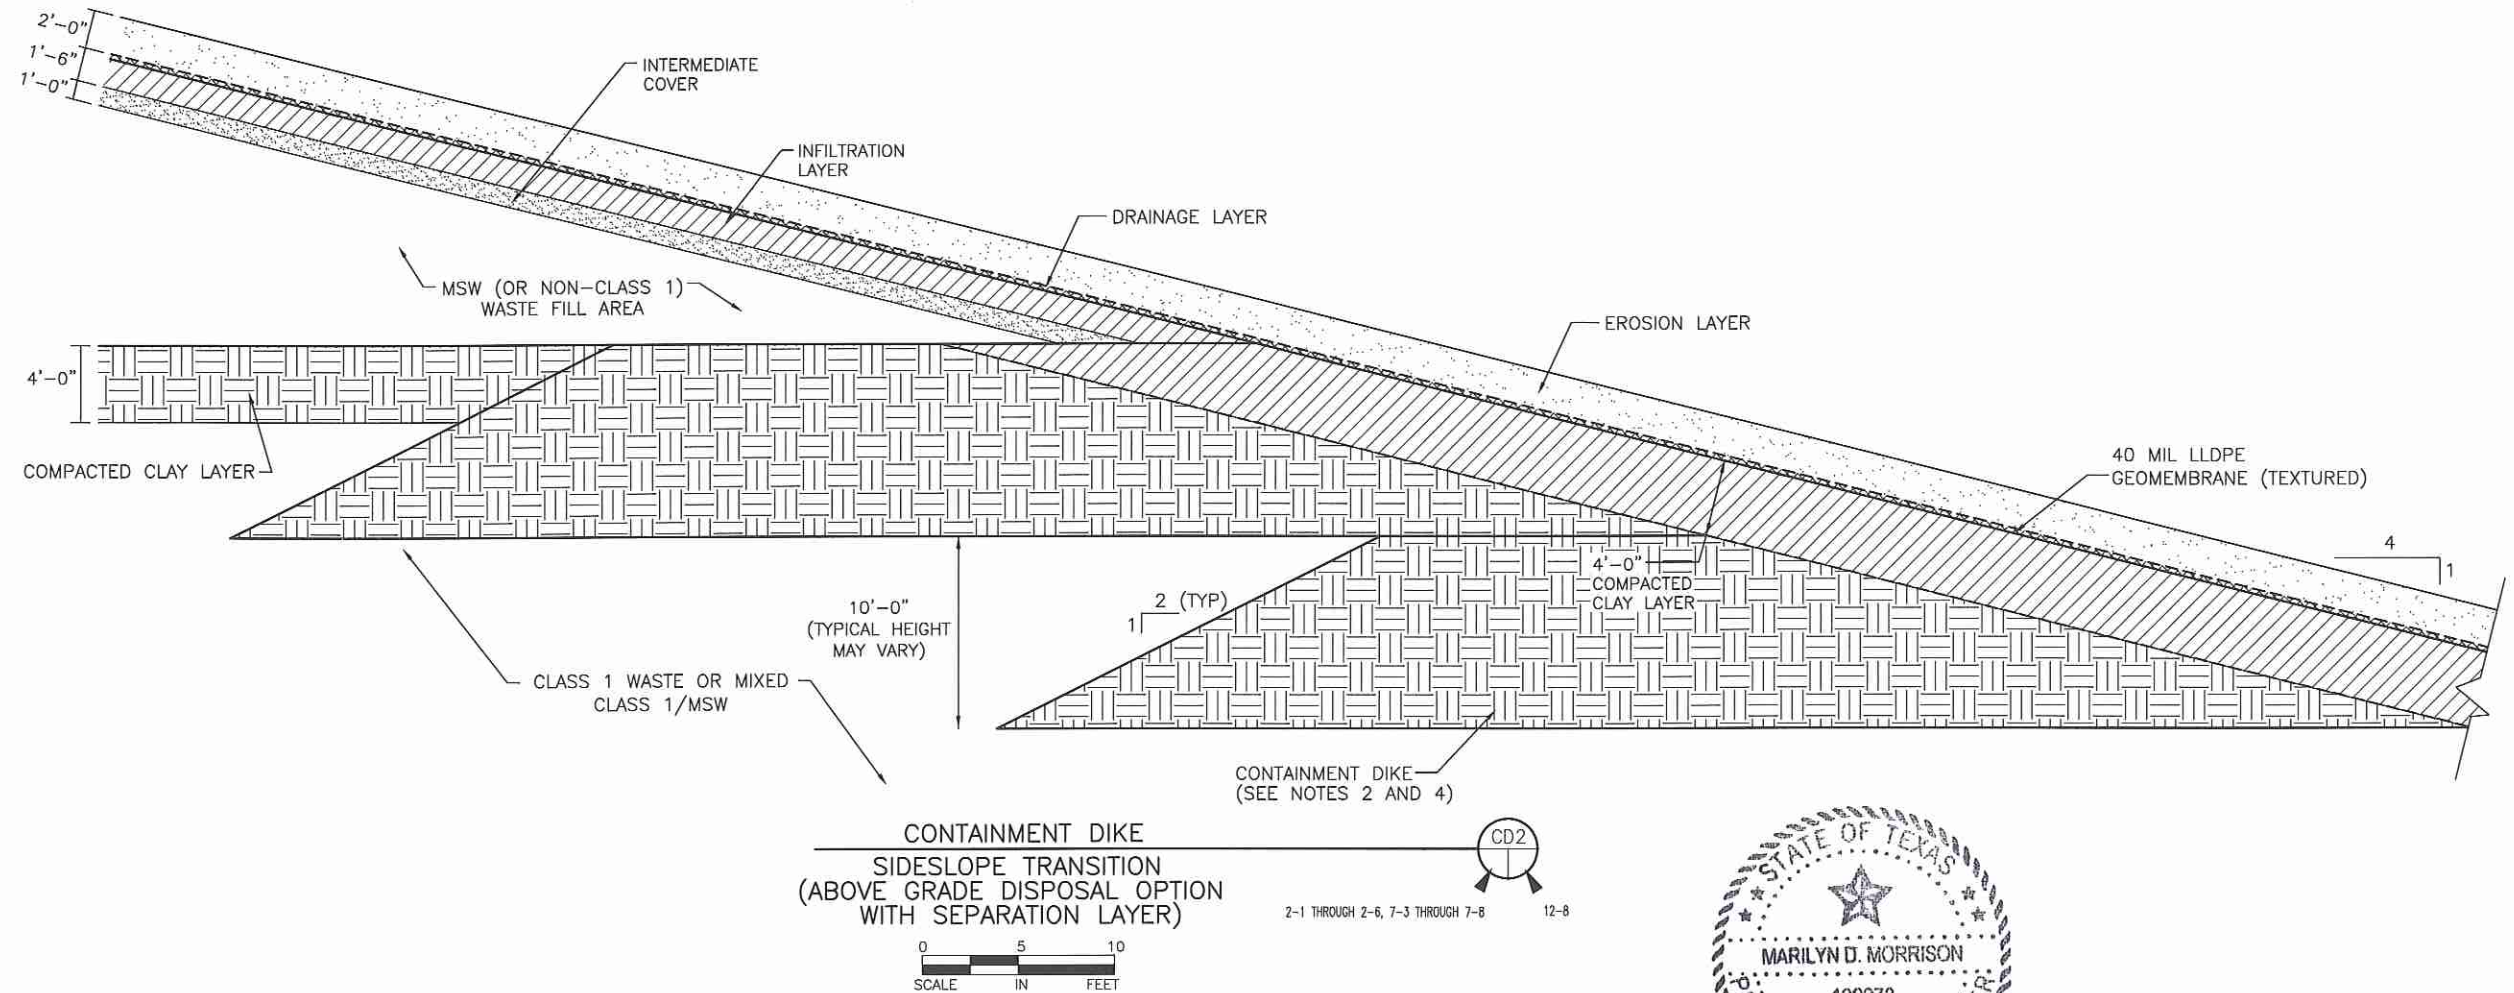 2'-0"
1'-6"
1'-0"
INTERMEDIATE
COVER
INFILTRATION
LAYER
DRAINAGE LAYER
MSW (OR NON-CLASS 1)
WASTE FILL AREA
EROSION LAYER
4'-0"
COMPACTED CLAY LAYER
40 MIL LLDPE
GEOMEMBRANE (TEXTURED)
4
1
4'-0"
COMPACTED
CLAY LAYER
10'-0"
(TYPICAL HEIGHT
MAY VARY)
2 (TYP)
1
CLASS 1 WASTE OR MIXED
CLASS 1/MSW
CONTAINMENT DIKE
(SEE NOTES 2 AND 4)
CONTAINMENT DIKE
SIDESLOPE TRANSITION
(ABOVE GRADE DISPOSAL OPTION
WITH SEPARATION LAYER)
CD2
2-1 THROUGH 2-6, 7-3 THROUGH 7-8
12-8
0 5 10
SCALE IN FEET
STATE OF TEXAS
MARILYN D. MORRISON